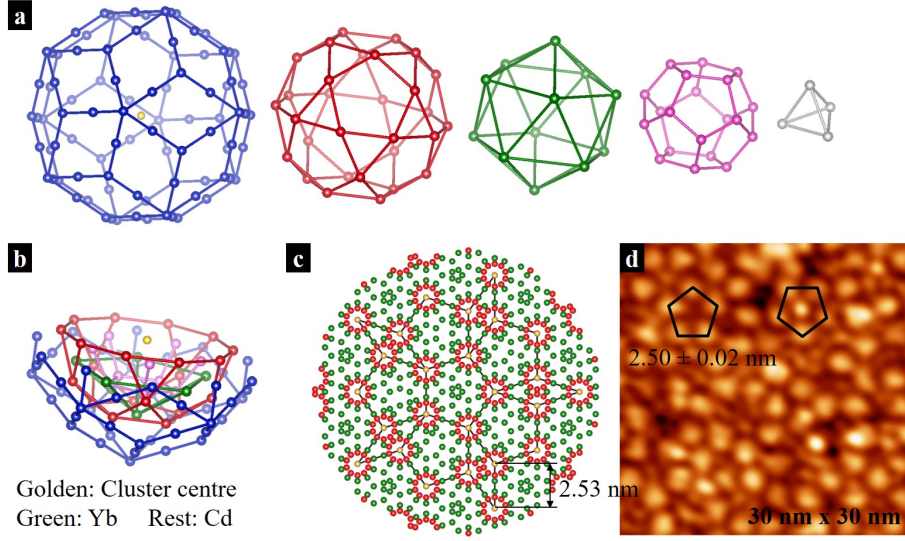 a
b
c
d
2.50 ± 0.02 nm
2.53 nm
Golden: Cluster centre
Green: Yb Rest: Cd
30 nm x 30 nm